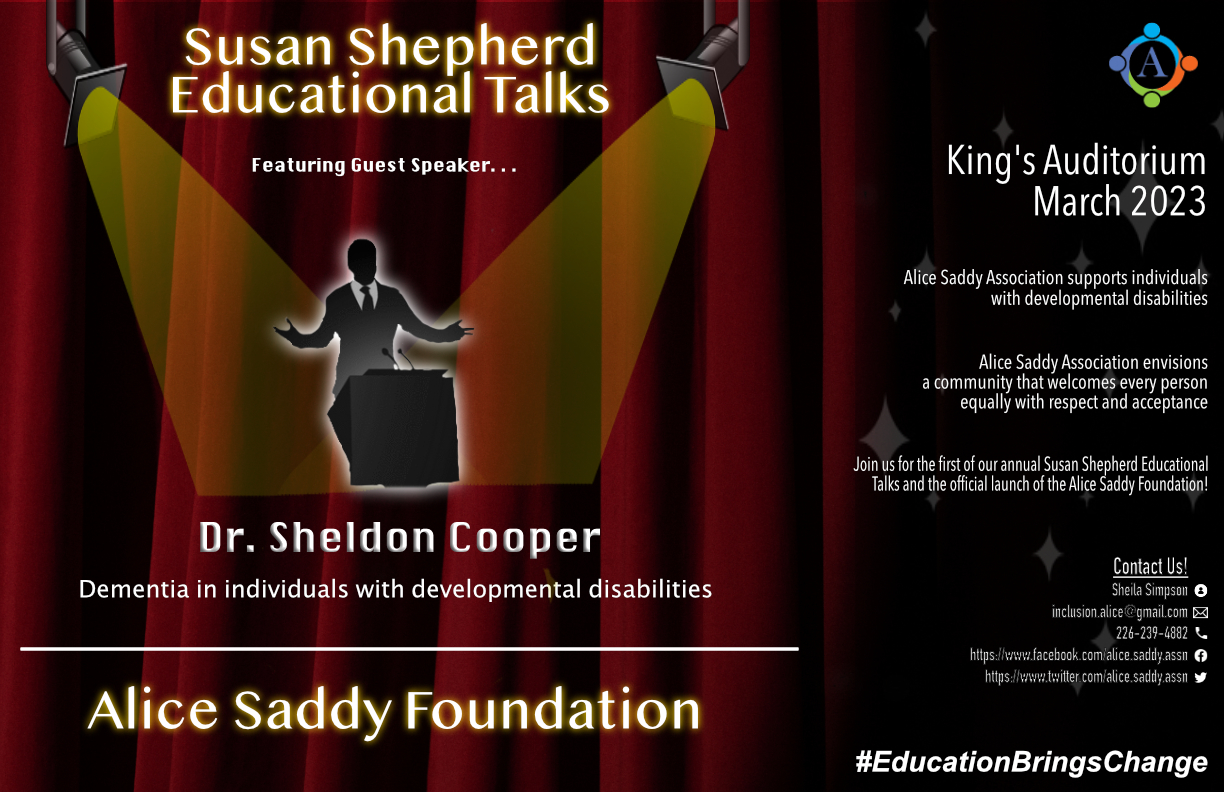 Susan Shepherd
Educational Talks
Featuring Guest Speaker...
Dr. Sheldon Cooper
Dementia in individuals with developmental disabilities
Alice Saddy Foundation
A
King's Auditorium
March 2023
Alice Saddy Association supports individuals
with developmental disabilities
Alice Saddy Association envisions
a community that welcomes every person
equally with respect and acceptance
Join us for the first of our annual Susan Shepherd Educational
Talks and the official launch of the Alice Saddy Foundation!
Contact Us!
Sheila Simpson
inclusion.alice@gmail.com
226-239-4882
https://www.facebook.com/alice.saddy.assn
https://www.twitter.com/alice.saddy.assn
#EducationBringsChange